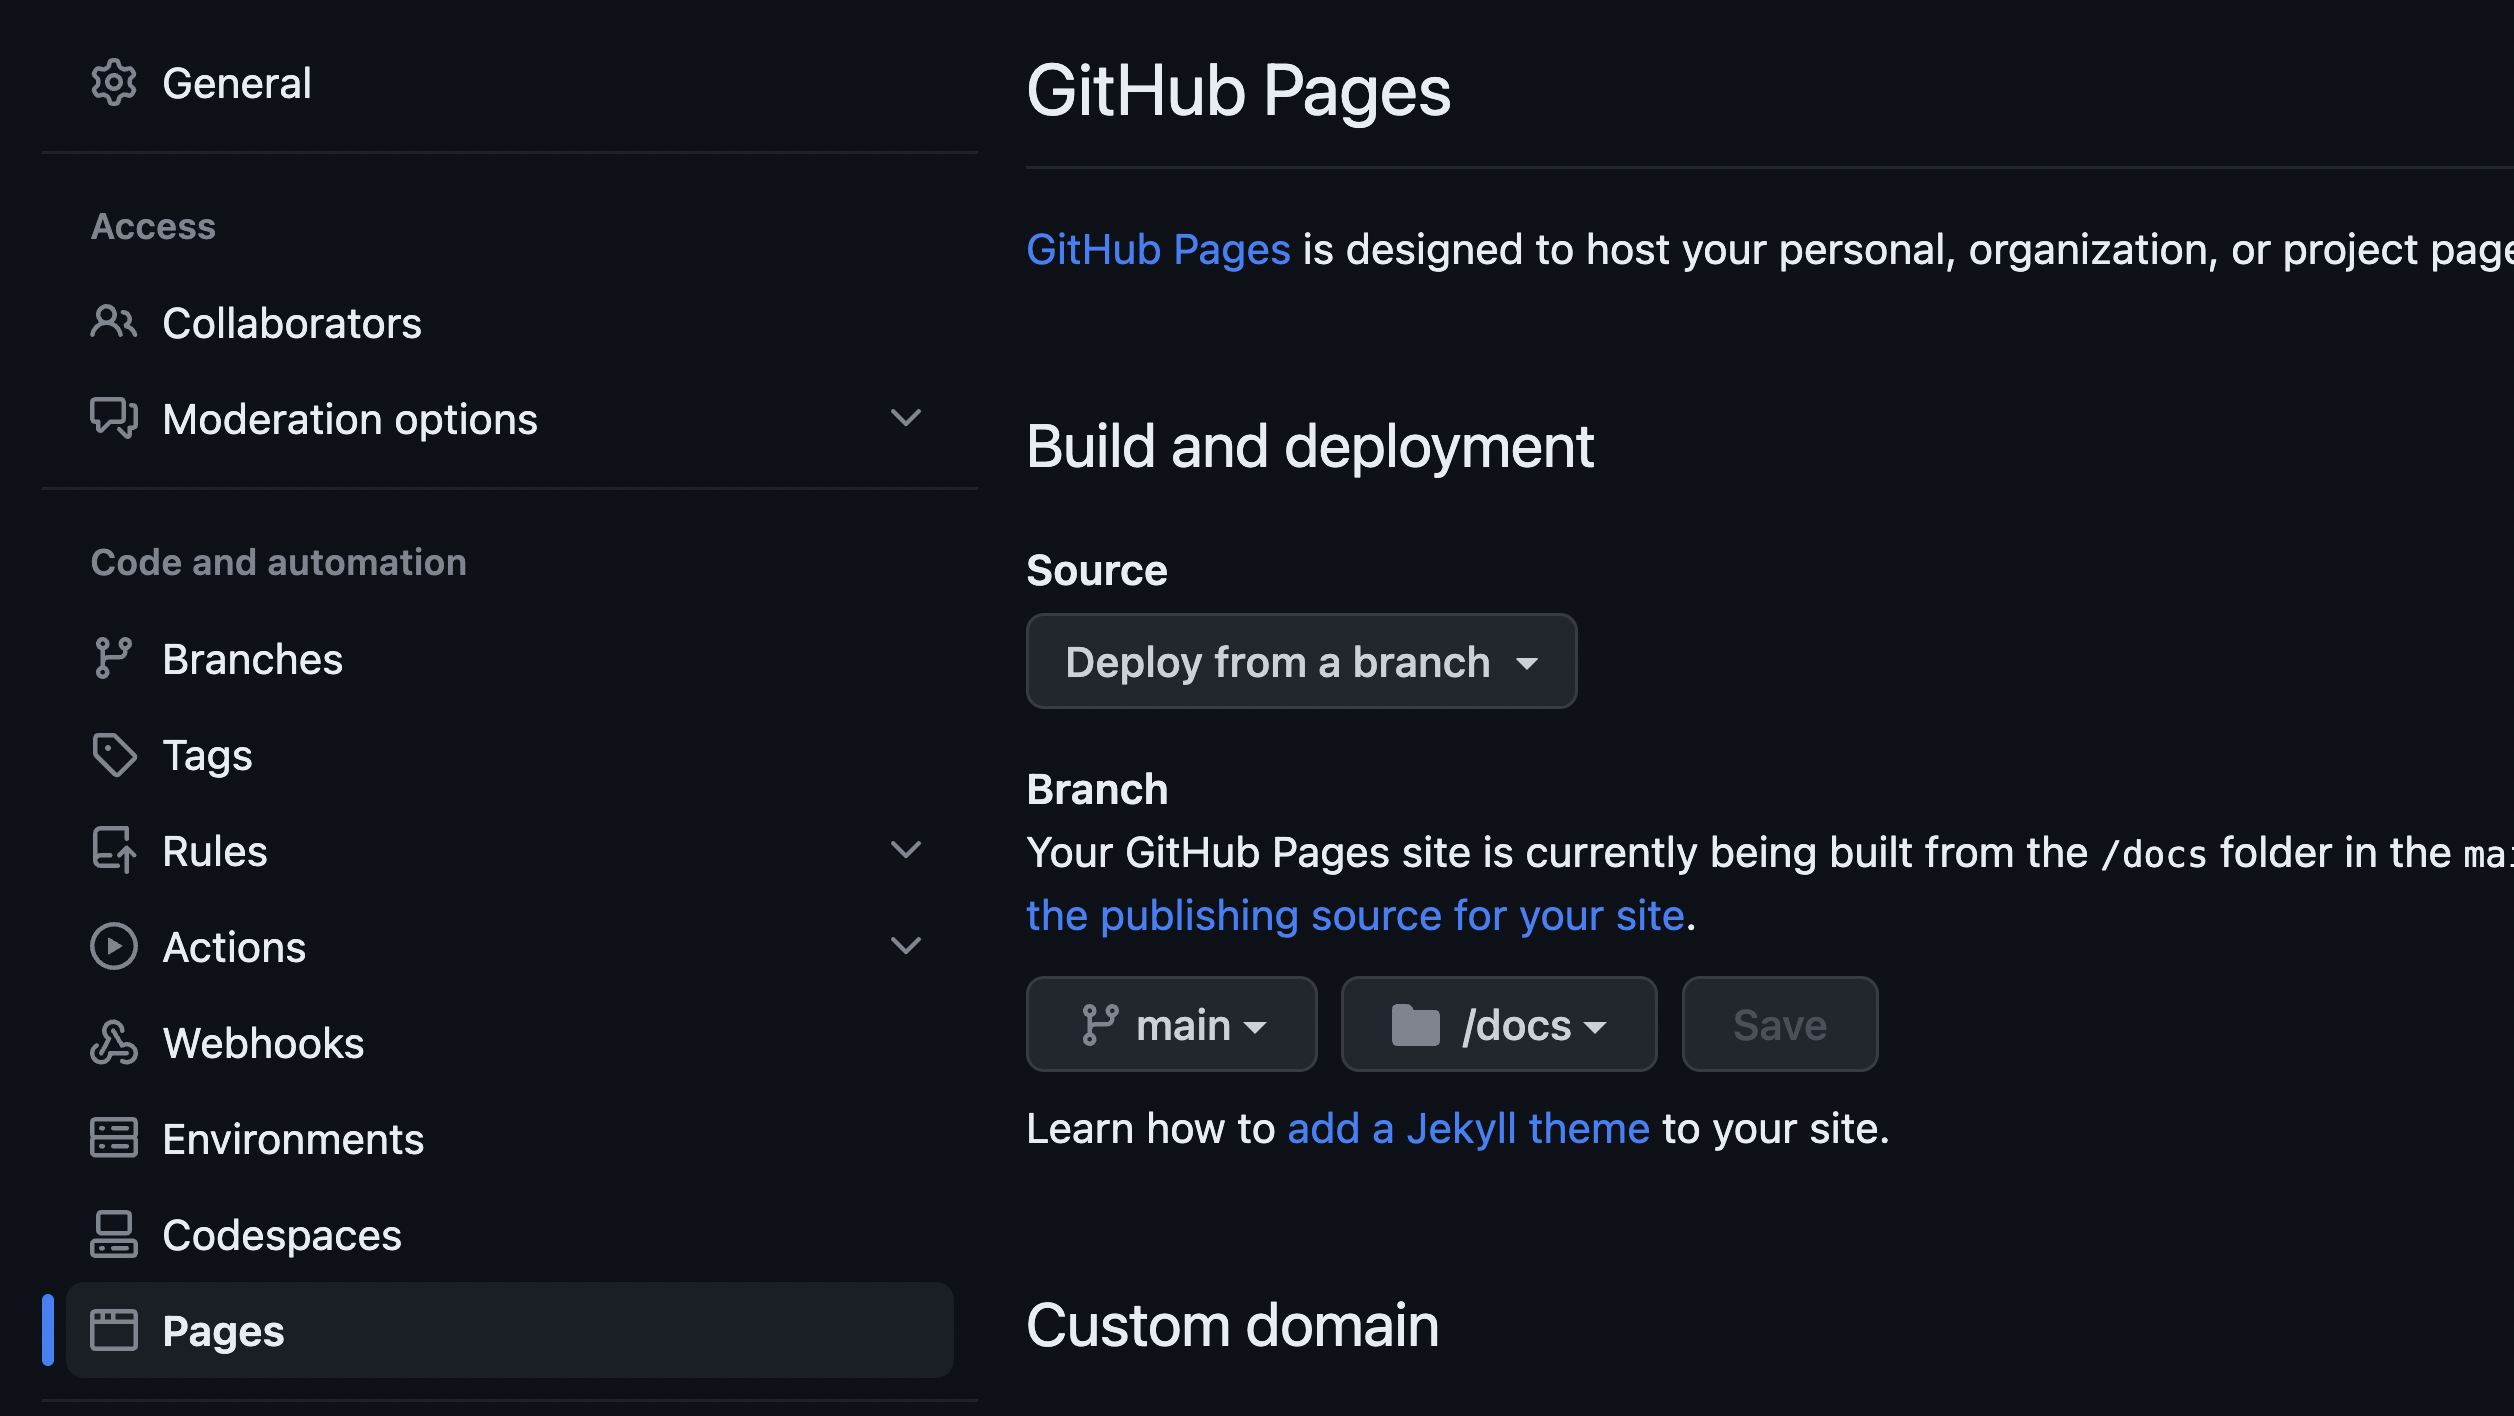 General
Access
Collaborators
Moderation options
Code and automation
Branches
Tags
Rules
Actions
Webhooks
Environments
Codespaces
Pages
GitHub Pages
GitHub Pages is designed to host your personal, organization, or project page
Build and deployment
Source
Deploy from a branch
Branch
Your GitHub Pages site is currently being built from the /docs folder in the mai
the publishing source for your site.
main
/docs
Save
Learn how to add a Jekyll theme to your site.
Custom domain